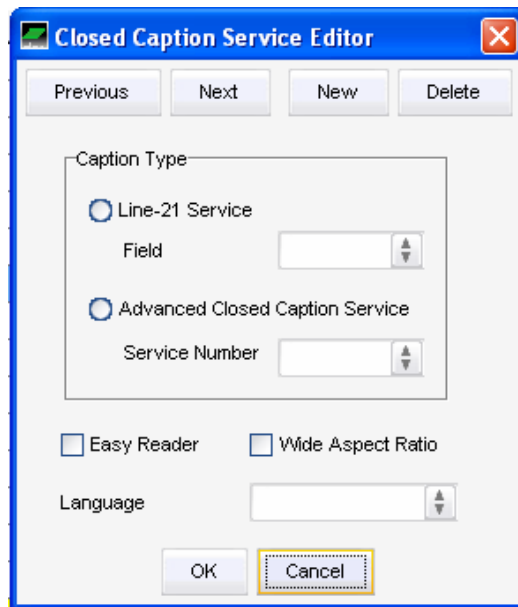 Closed Caption Service Editor
Previous Next New Delete
Caption Type
Line-21 Service
Field
Advanced Closed Caption Service
Service Number
Easy Reader Wide Aspect Ratio
Language
OK Cancel